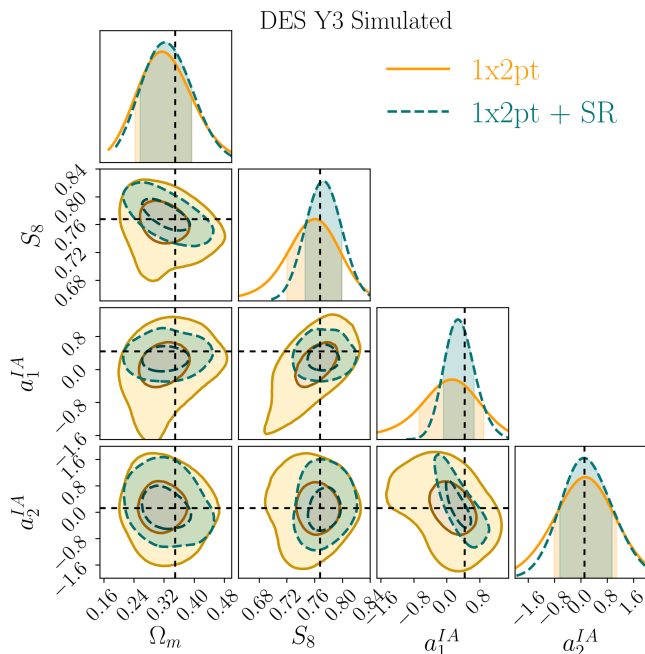 DES Y3 Simulated
1x2pt
1x2pt + SR
0.84
0.80
0.76
0.72
0.68
S₈
0.8
0.0
−0.8
−1.6
a₁ᴵᴬ
1.6
0.8
0.0
−0.8
−1.6
a₂ᴵᴬ
0.16 0.24 0.32 0.40 0.48
0.68 0.72 0.76 0.80 0.84
−1.6 −0.8 0.0 0.8
−1.6 −0.8 0.0 0.8 1.6
Ωₘ S₈ a₁ᴵᴬ a₂ᴵᴬ